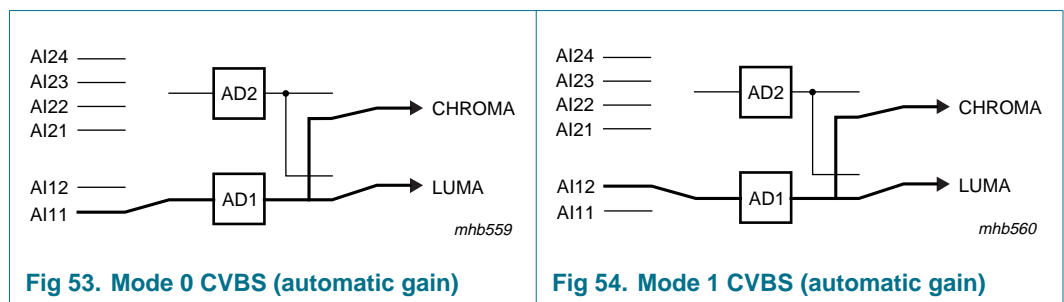 AI24
AI23
AI22
AI21
AI12
AI11
AD2
AD1
CHROMA
LUMA
mhb559
Fig 53. Mode 0 CVBS (automatic gain)
AI24
AI23
AI22
AI21
AI12
AI11
AD2
AD1
CHROMA
LUMA
mhb560
Fig 54. Mode 1 CVBS (automatic gain)